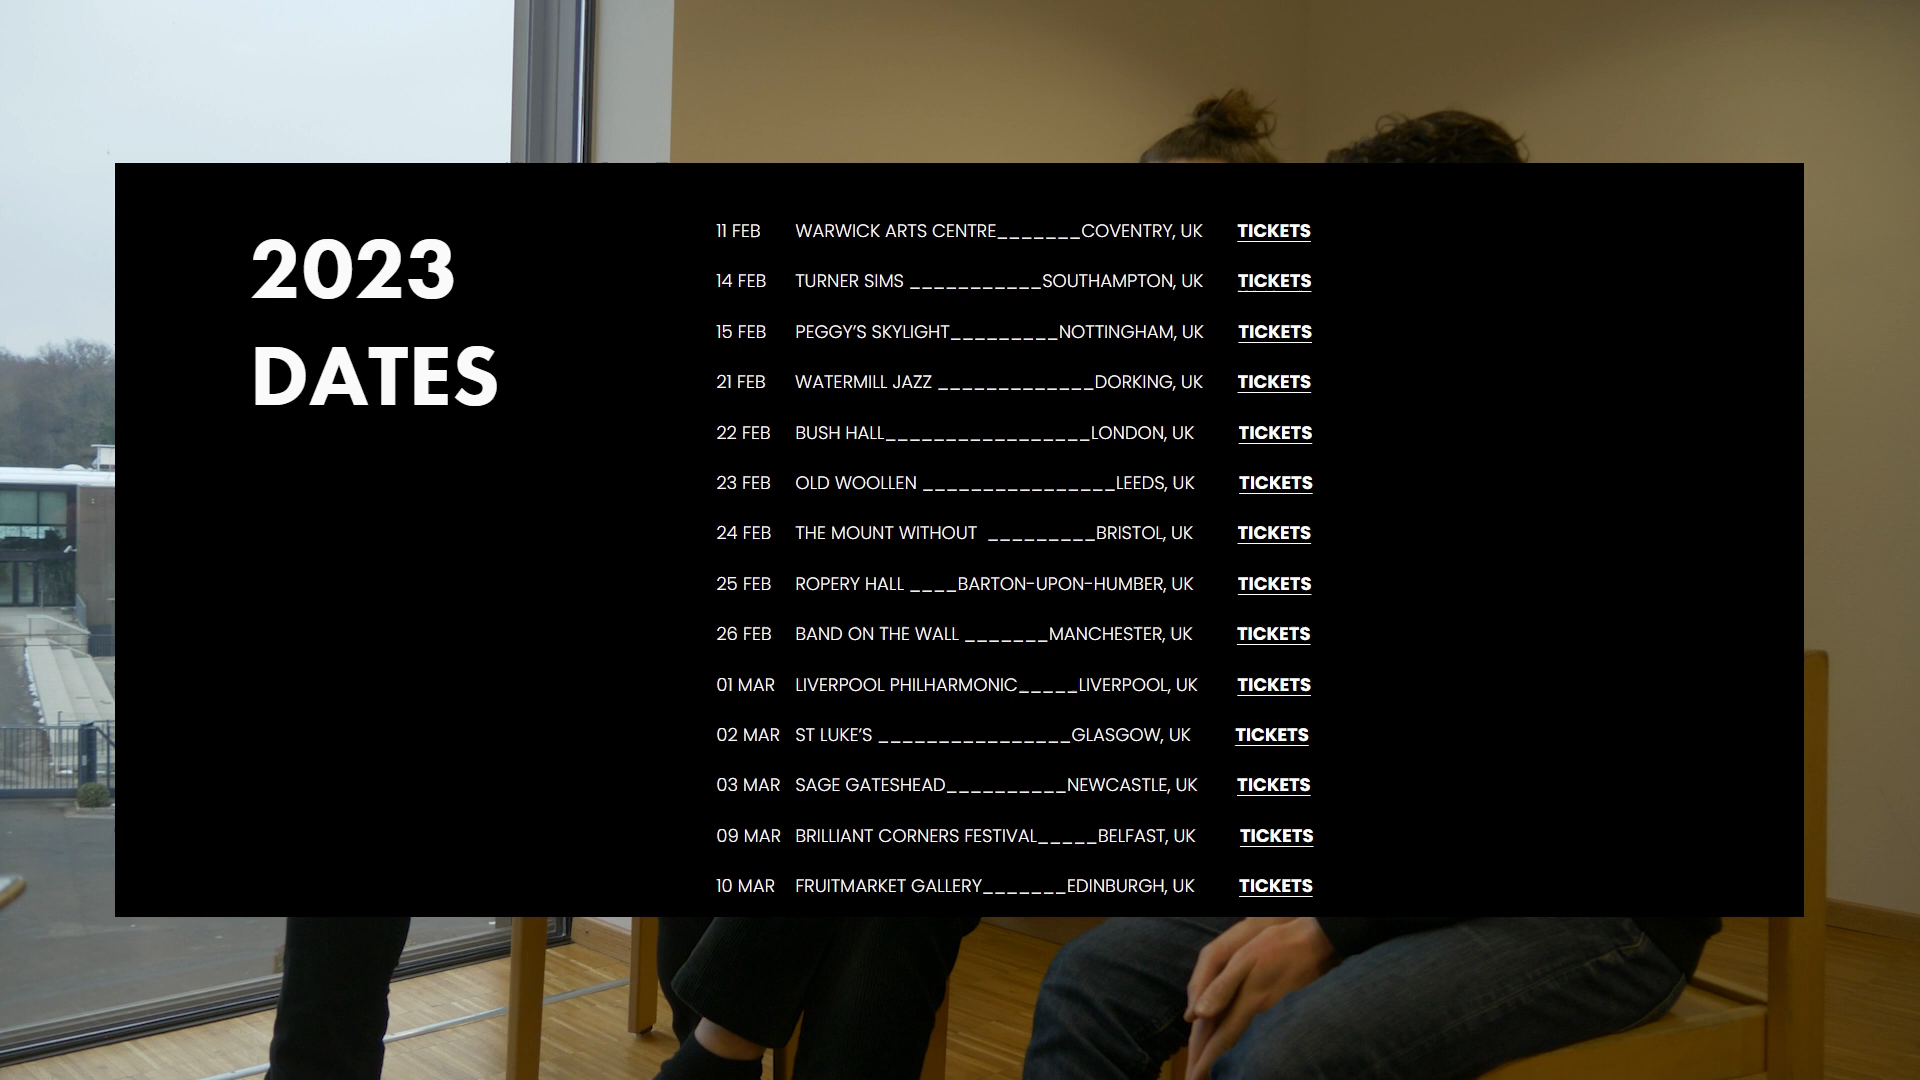 2023
DATES
11 FEB WARWICK ARTS CENTRE_______COVENTRY, UK TICKETS
14 FEB TURNER SIMS ___________SOUTHAMPTON, UK TICKETS
15 FEB PEGGY’S SKYLIGHT_________NOTTINGHAM, UK TICKETS
21 FEB WATERMILL JAZZ _____________DORKING, UK TICKETS
22 FEB BUSH HALL_________________LONDON, UK TICKETS
23 FEB OLD WOOLLEN ________________LEEDS, UK TICKETS
24 FEB THE MOUNT WITHOUT _________BRISTOL, UK TICKETS
25 FEB ROPERY HALL ____BARTON-UPON-HUMBER, UK TICKETS
26 FEB BAND ON THE WALL _______MANCHESTER, UK TICKETS
01 MAR LIVERPOOL PHILHARMONIC_____LIVERPOOL, UK TICKETS
02 MAR ST LUKE’S ________________GLASGOW, UK TICKETS
03 MAR SAGE GATESHEAD__________NEWCASTLE, UK TICKETS
09 MAR BRILLIANT CORNERS FESTIVAL_____BELFAST, UK TICKETS
10 MAR FRUITMARKET GALLERY_______EDINBURGH, UK TICKETS